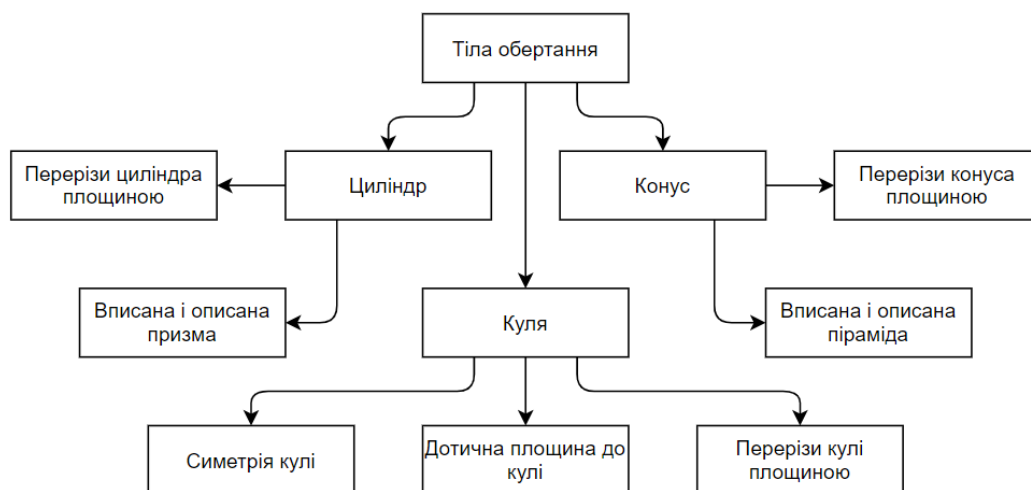 Тіла обертання
Перерізи циліндра
площиною
Циліндр
Конус
Перерізи конуса
площиною
Вписана і описана
призма
Куля
Вписана і описана
піраміда
Симетрія кулі
Дотична площина до
кулі
Перерізи кулі
площиною